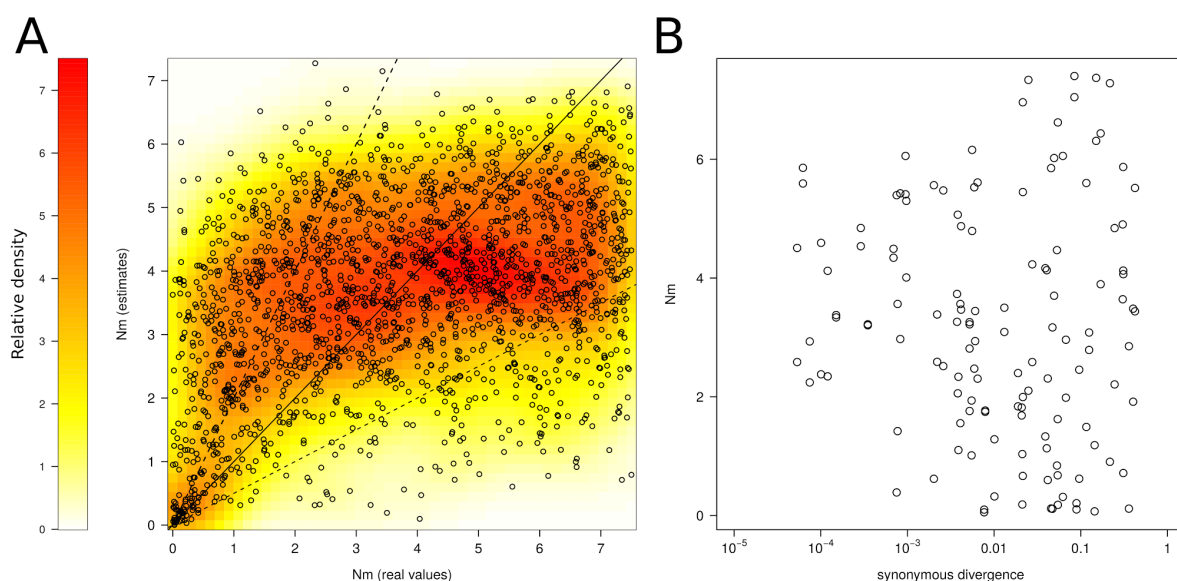 A
B
Relative density
0
1
2
3
4
5
6
7
Nm (estimates)
0
1
2
3
4
5
6
7
0 1 2 3 4 5 6 7
Nm (real values)
Nm
0
2
4
6
10⁻⁵ 10⁻⁴ 10⁻³ 0.01 0.1 1
synonymous divergence